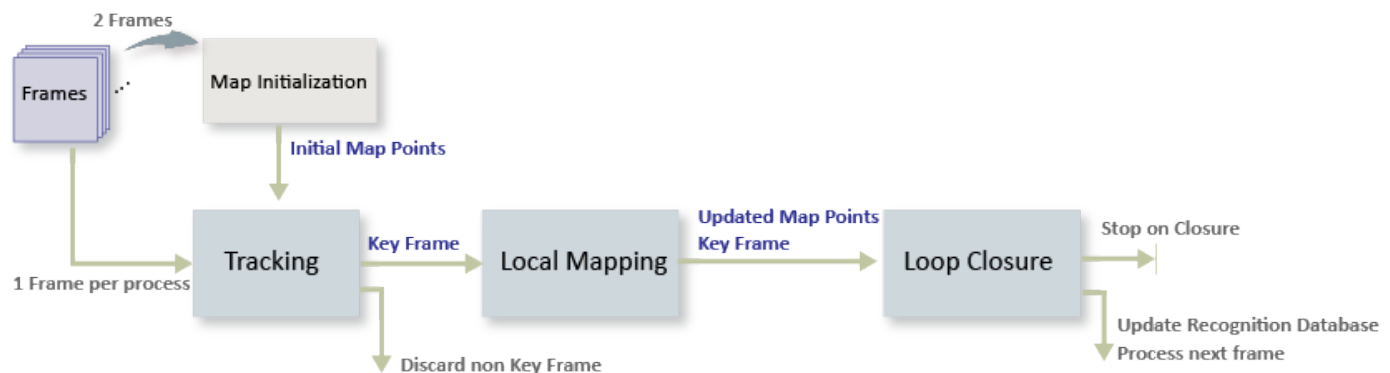 2 Frames
Frames
...
Map Initialization
Initial Map Points
1 Frame per process
Tracking
Key Frame
Discard non Key Frame
Local Mapping
Updated Map Points
Key Frame
Loop Closure
Stop on Closure
Update Recognition Database
Process next frame